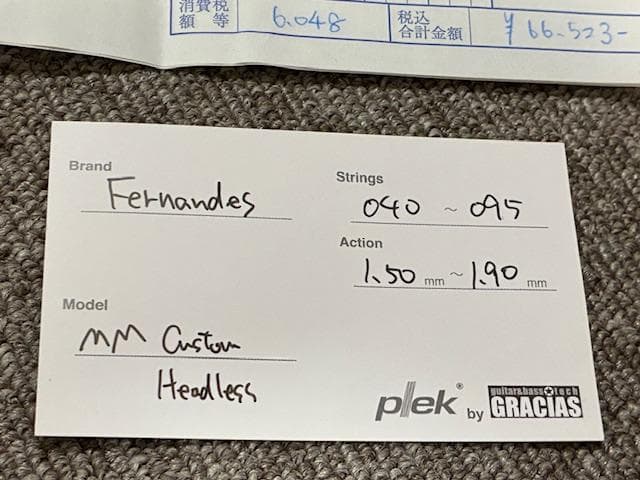 消費税 6.048 税込 ¥66.523-
額 等 合計金額
Brand
Fernandes
Strings
040 ~ 095
Action
1.50 mm ~ 1.90 mm
Model
MM Custom
Headless
plek® by guitar&bass tech
GRACIAS